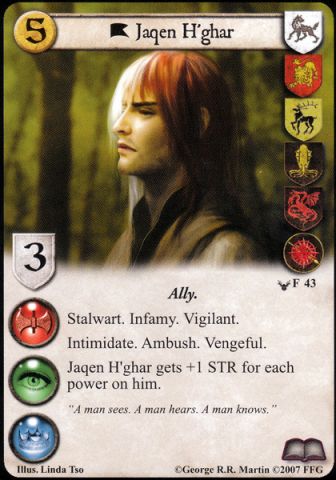 5
Jaqen H'ghar
3
F 43
Ally.
Stalwart. Infamy. Vigilant.
Intimidate. Ambush. Vengeful.
Jaqen H'ghar gets +1 STR for each
power on him.
"A man sees. A man hears. A man knows."
Illus. Linda Tso
©George R.R. Martin ©2007 FFG